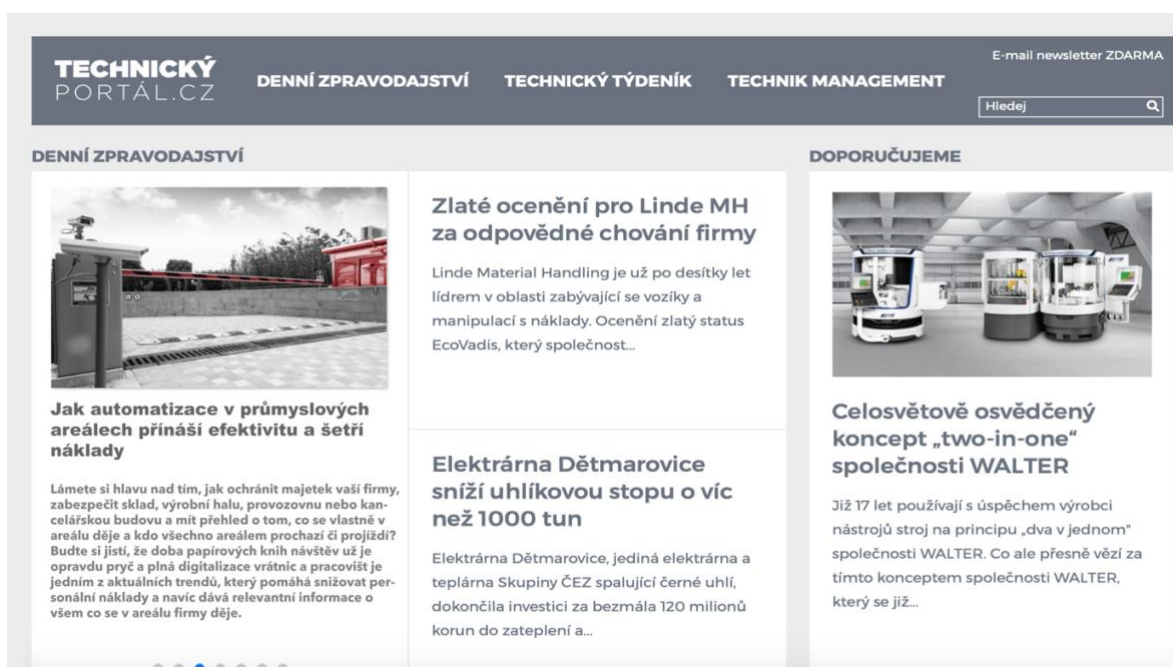 TECHNICKÝ
PORTÁL.CZ
DENNÍ ZPRAVODAJSTVÍ
TECHNICKÝ TÝDENÍK
TECHNIK MANAGEMENT
E-mail newsletter ZDARMA
Hledej
DENNÍ ZPRAVODAJSTVÍ
Jak automatizace v průmyslových
areálech přínáší efektivitu a šetří
náklady
Lámete si hlavu nad tím, jak ochránit majetek vaší firmy,
zabezpečit sklad, výrobní halu, provozovnu nebo kan-
celářskou budovu a mít přehled o tom, co se vlastně v
areálu děje a kdo všechno areálem prochazí či projíždí?
Buďte si jistí, že doba papírových knih návštěv už je
opravdu pryč a plná digitalizace vrátnic a pracovišt je
jedním z aktuálních trendů, který pomáhá snižovat per-
sonální náklady a navíc dává relevantní informace o
všem co se v areálu firmy děje.
Zlaté ocenění pro Linde MH
za odpovědné chování firmy
Linde Material Handling je už po desítky let
lídrem v oblasti zabývající se vozíky a
manipulací s náklady. Ocenění zlatý status
EcoVadis, který společnost...
Elektrárna Dětmarovice
sníží uhlíkovou stopu o víc
než 1000 tun
Elektrárna Dětmarovice, jediná elektrárna a
teplárna Skupiny ČEZ spalující černé uhlí,
dokončila investici za bezmála 120 milionů
korun do zateplení a...
DOPORUČUJEME
Celosvětově osvědčený
koncept „two-in-one“
společnosti WALTER
Již 17 let používají s úspěchem výrobci
nástrojů stroj na principu „dva v jednom"
společnosti WALTER. Co ale přesně vězí za
tímto konceptem společnosti WALTER,
který se již...